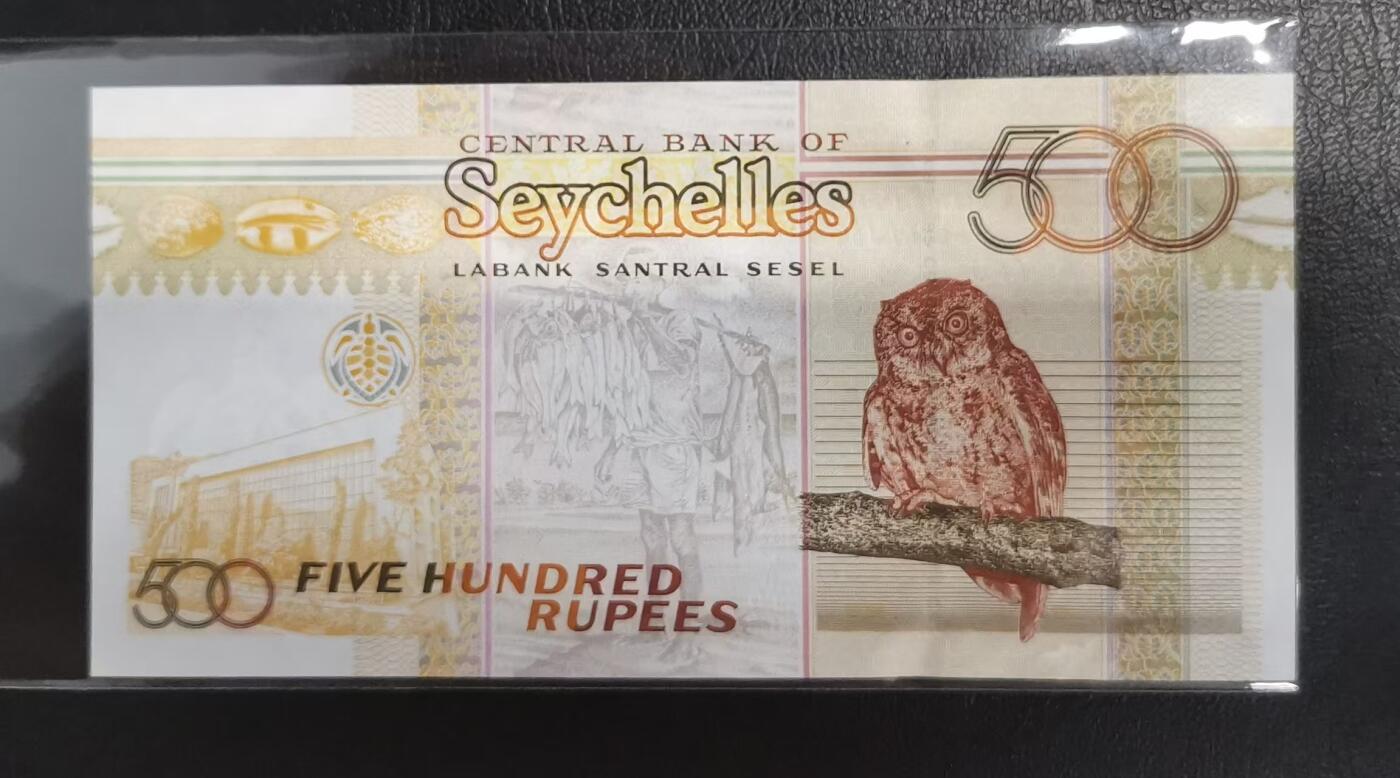 CENTRAL BANK OF
Seychelles
LABANK SANTRAL SESEL
500
500
FIVE HUNDRED
RUPEES